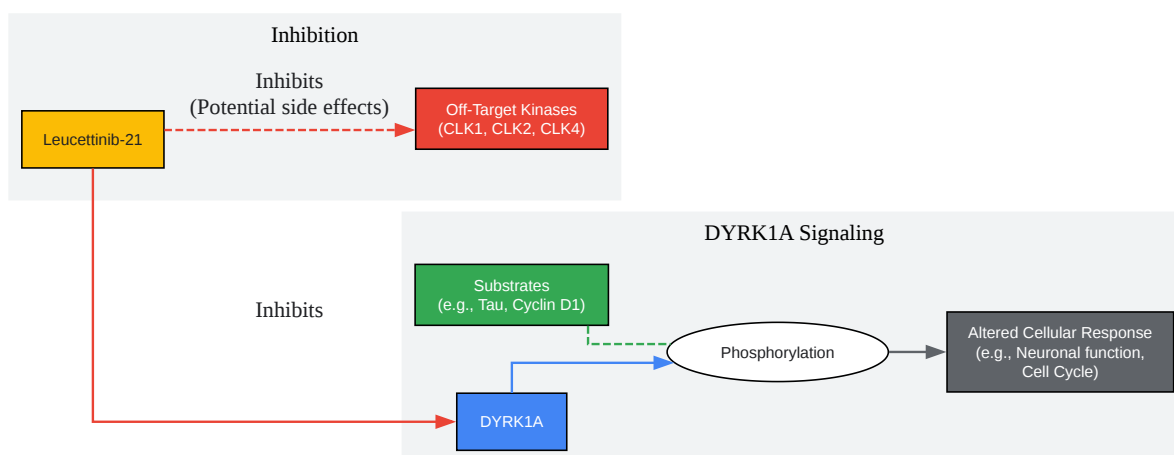 Inhibition
Inhibits
(Potential side effects)
Leucettinib-21
Off-Target Kinases
(CLK1, CLK2, CLK4)
DYRK1A Signaling
Substrates
(e.g., Tau, Cyclin D1)
Inhibits
Phosphorylation
Altered Cellular Response
(e.g., Neuronal function,
Cell Cycle)
DYRK1A